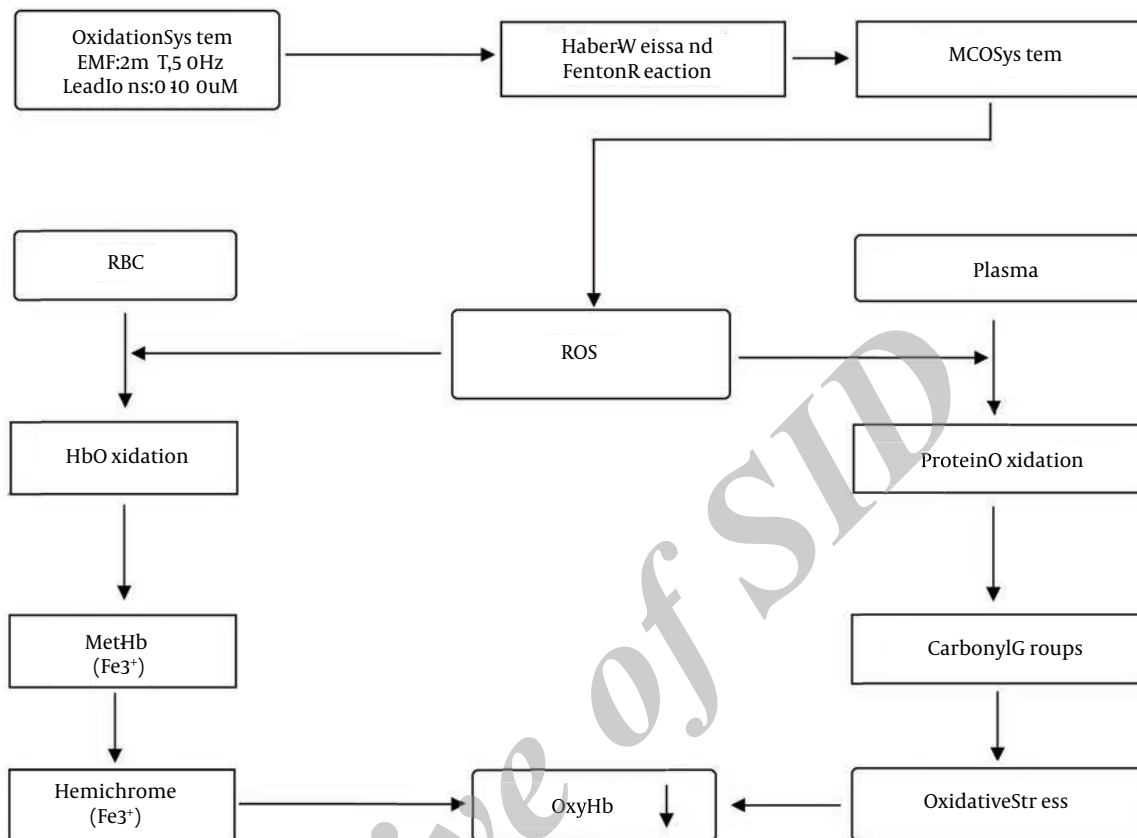 OxidationSys tem
EMF:2m T,5 0Hz
LeadIo ns:0 10 0uM
HaberW eissa nd
FentonR eaction
MCOSys tem
RBC
Plasma
ROS
HbO xidation
ProteinO xidation
MetHb
(Fe3⁺)
CarbonylG roups
Hemichrome
(Fe3⁺)
OxyHb
OxidativeStr ess
ive of SID